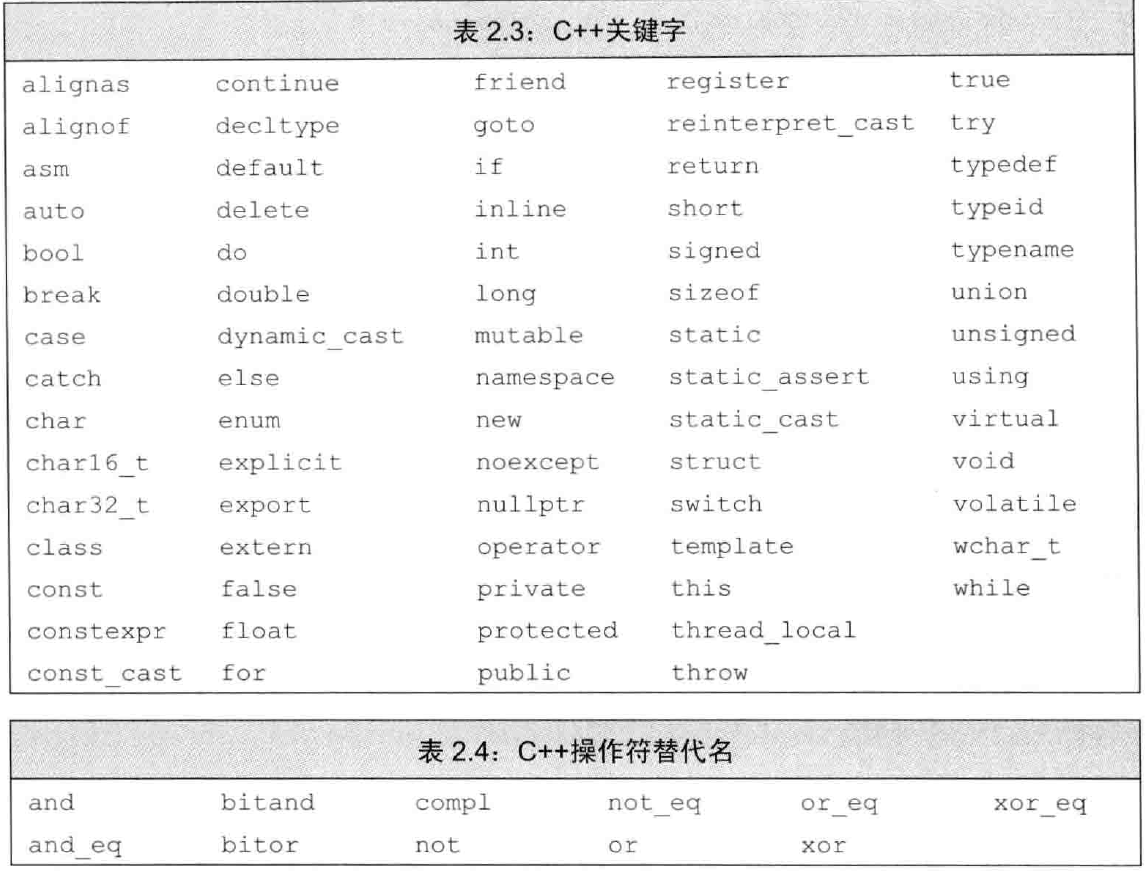 表 2.3：C++关键字
alignas continue friend register true
alignof decltype goto reinterpret_cast try
asm default if return typedef
auto delete inline short typeid
bool do int signed typename
break double long sizeof union
case dynamic_cast mutable static unsigned
catch else namespace static_assert using
char enum new static_cast virtual
char16_t explicit noexcept struct void
char32_t export nullptr switch volatile
class extern operator template wchar_t
const false private this while
constexpr float protected thread_local
const_cast for public throw
表 2.4：C++操作符替代名
and bitand compl not_eq or_eq xor_eq
and_eq bitor not or xor